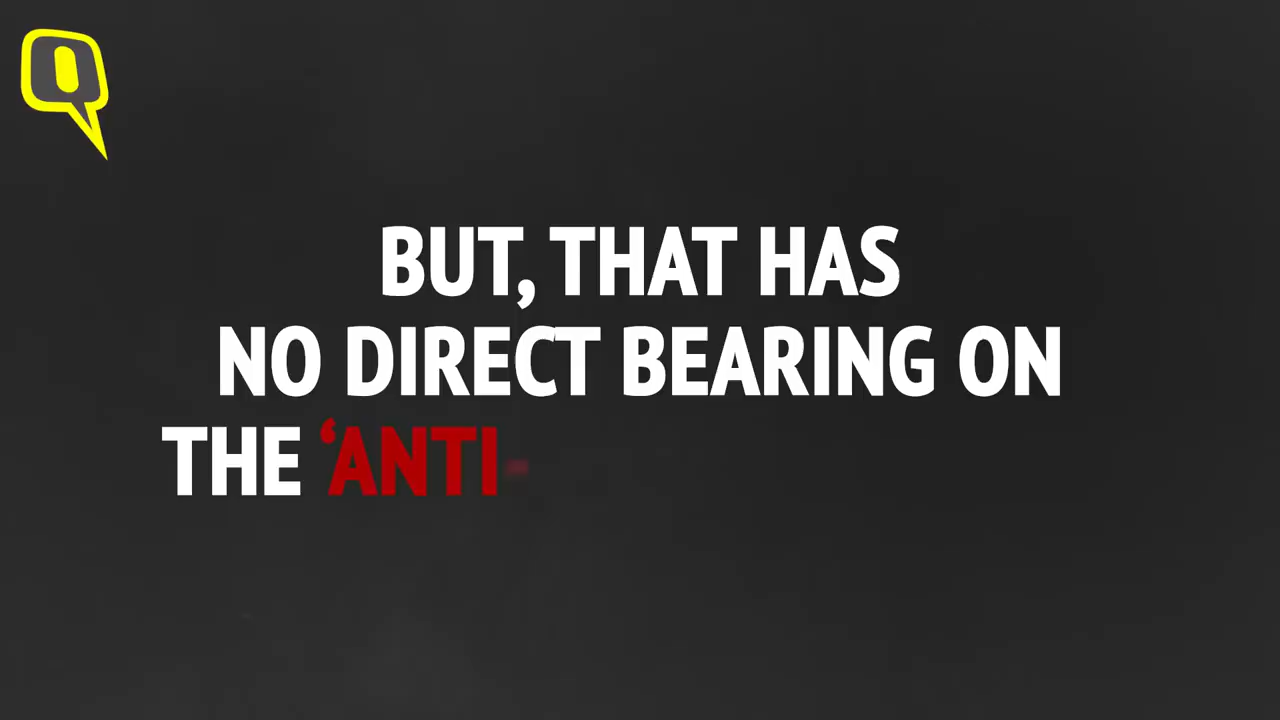 BUT, THAT HAS
NO DIRECT BEARING ON
THE ‘ANTI-